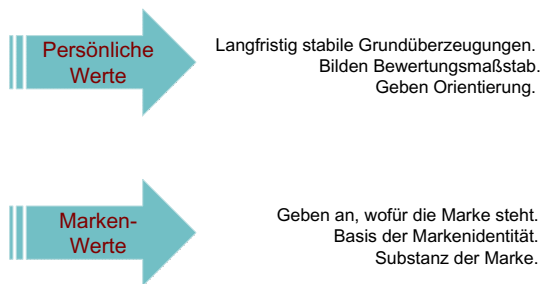 Persönliche
Werte
Langfristig stabile Grundüberzeugungen.
Bilden Bewertungsmaßstab.
Geben Orientierung.
Marken-
Werte
Geben an, wofür die Marke steht.
Basis der Markenidentität.
Substanz der Marke.